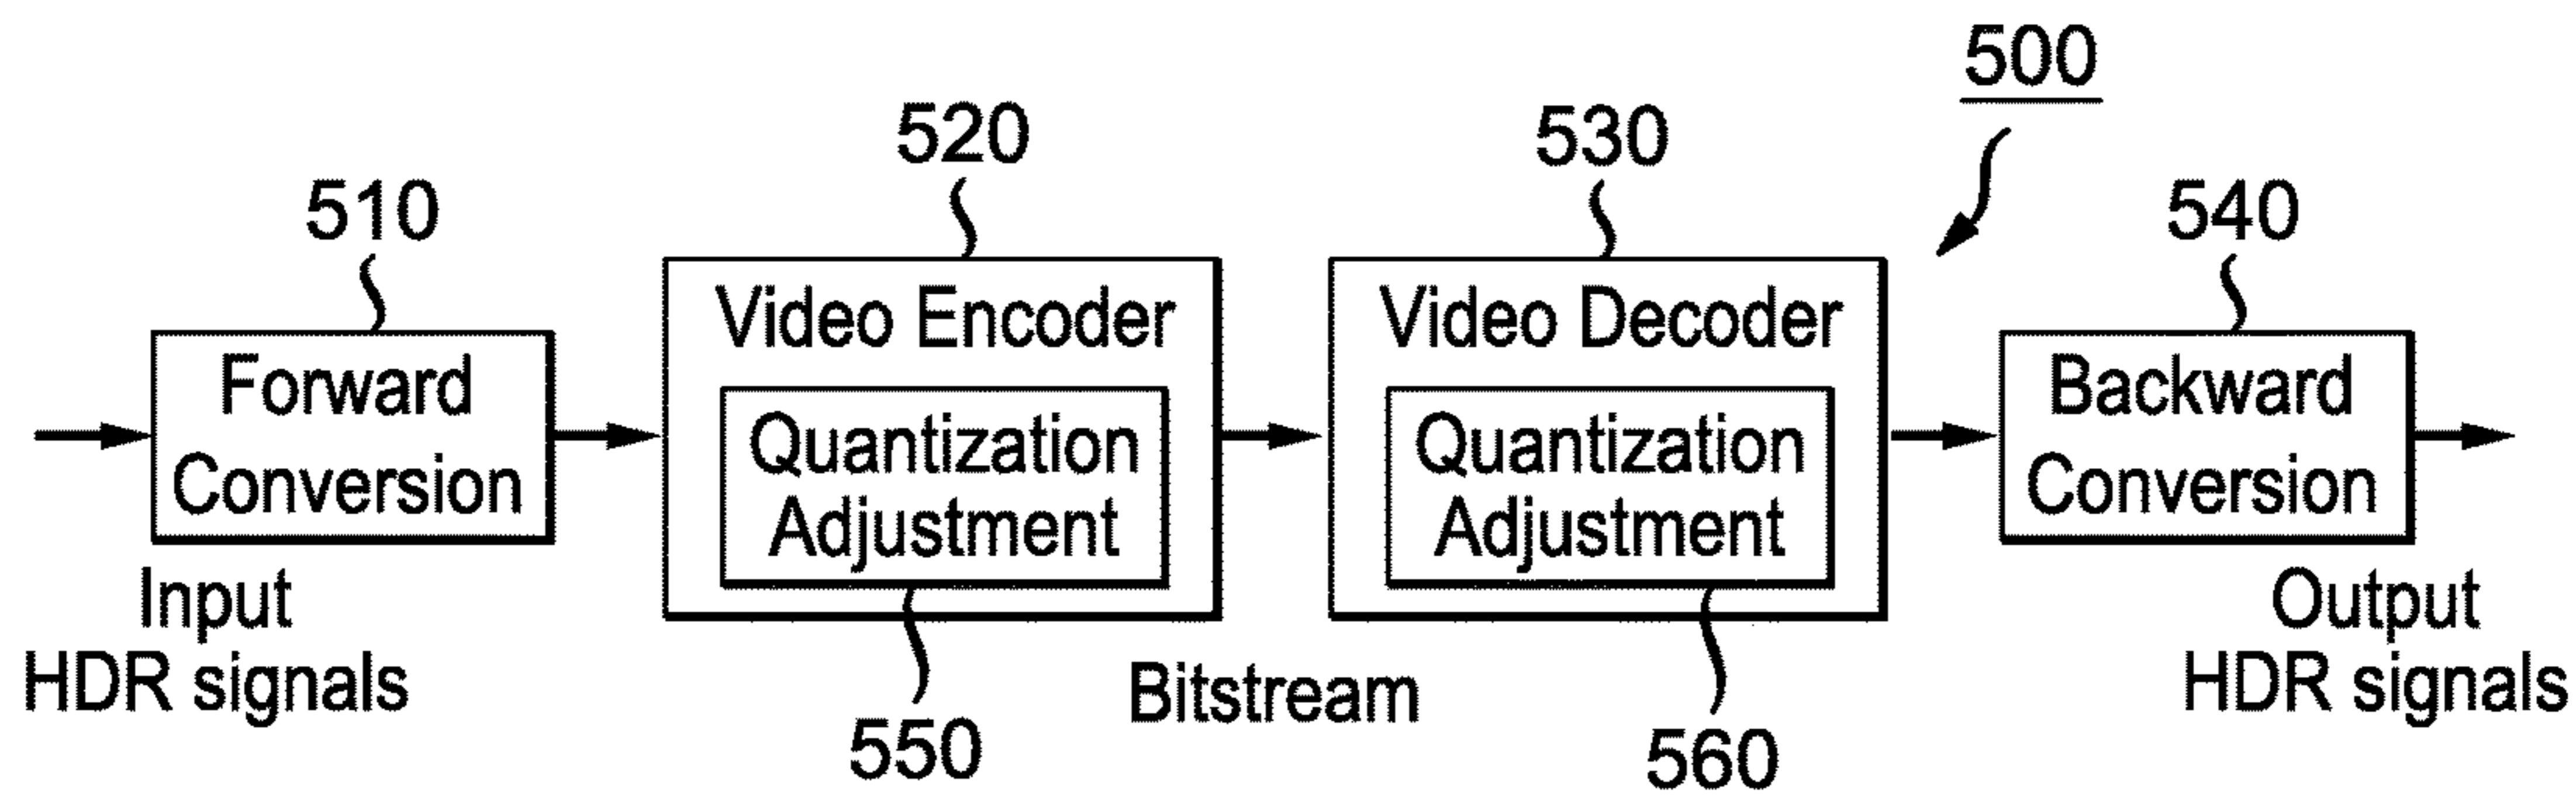 500
520
530
510
540
Video Encoder
Video Decoder
Forward
Conversion
Quantization
Adjustment
Quantization
Adjustment
Backward
Conversion
Input
HDR signals
Bitstream
Output
HDR signals
550
560